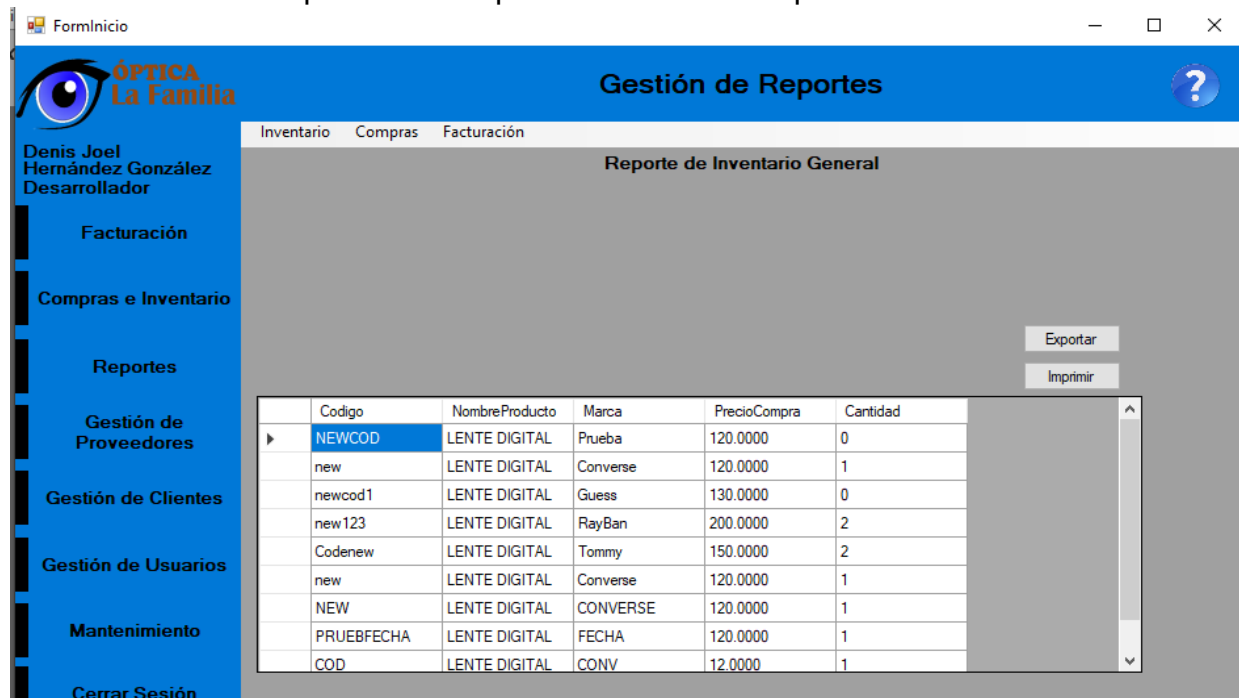 FormInicio
ÓPTICA
La Familia
Gestión de Reportes
?
Inventario Compras Facturación
Denis Joel
Hernández González
Desarrollador
Reporte de Inventario General
Facturación
Compras e Inventario
Reportes
Gestión de
Proveedores
Gestión de Clientes
Gestión de Usuarios
Mantenimiento
Cerrar Sesión
Exportar
Imprimir
Codigo NombreProducto Marca PrecioCompra Cantidad
NEWCOD LENTE DIGITAL Prueba 120.0000 0
new LENTE DIGITAL Converse 120.0000 1
newcod1 LENTE DIGITAL Guess 130.0000 0
new123 LENTE DIGITAL RayBan 200.0000 2
Codenew LENTE DIGITAL Tommy 150.0000 2
new LENTE DIGITAL Converse 120.0000 1
NEW LENTE DIGITAL CONVERSE 120.0000 1
PRUEBFECHA LENTE DIGITAL FECHA 120.0000 1
COD LENTE DIGITAL CONV 12.0000 1